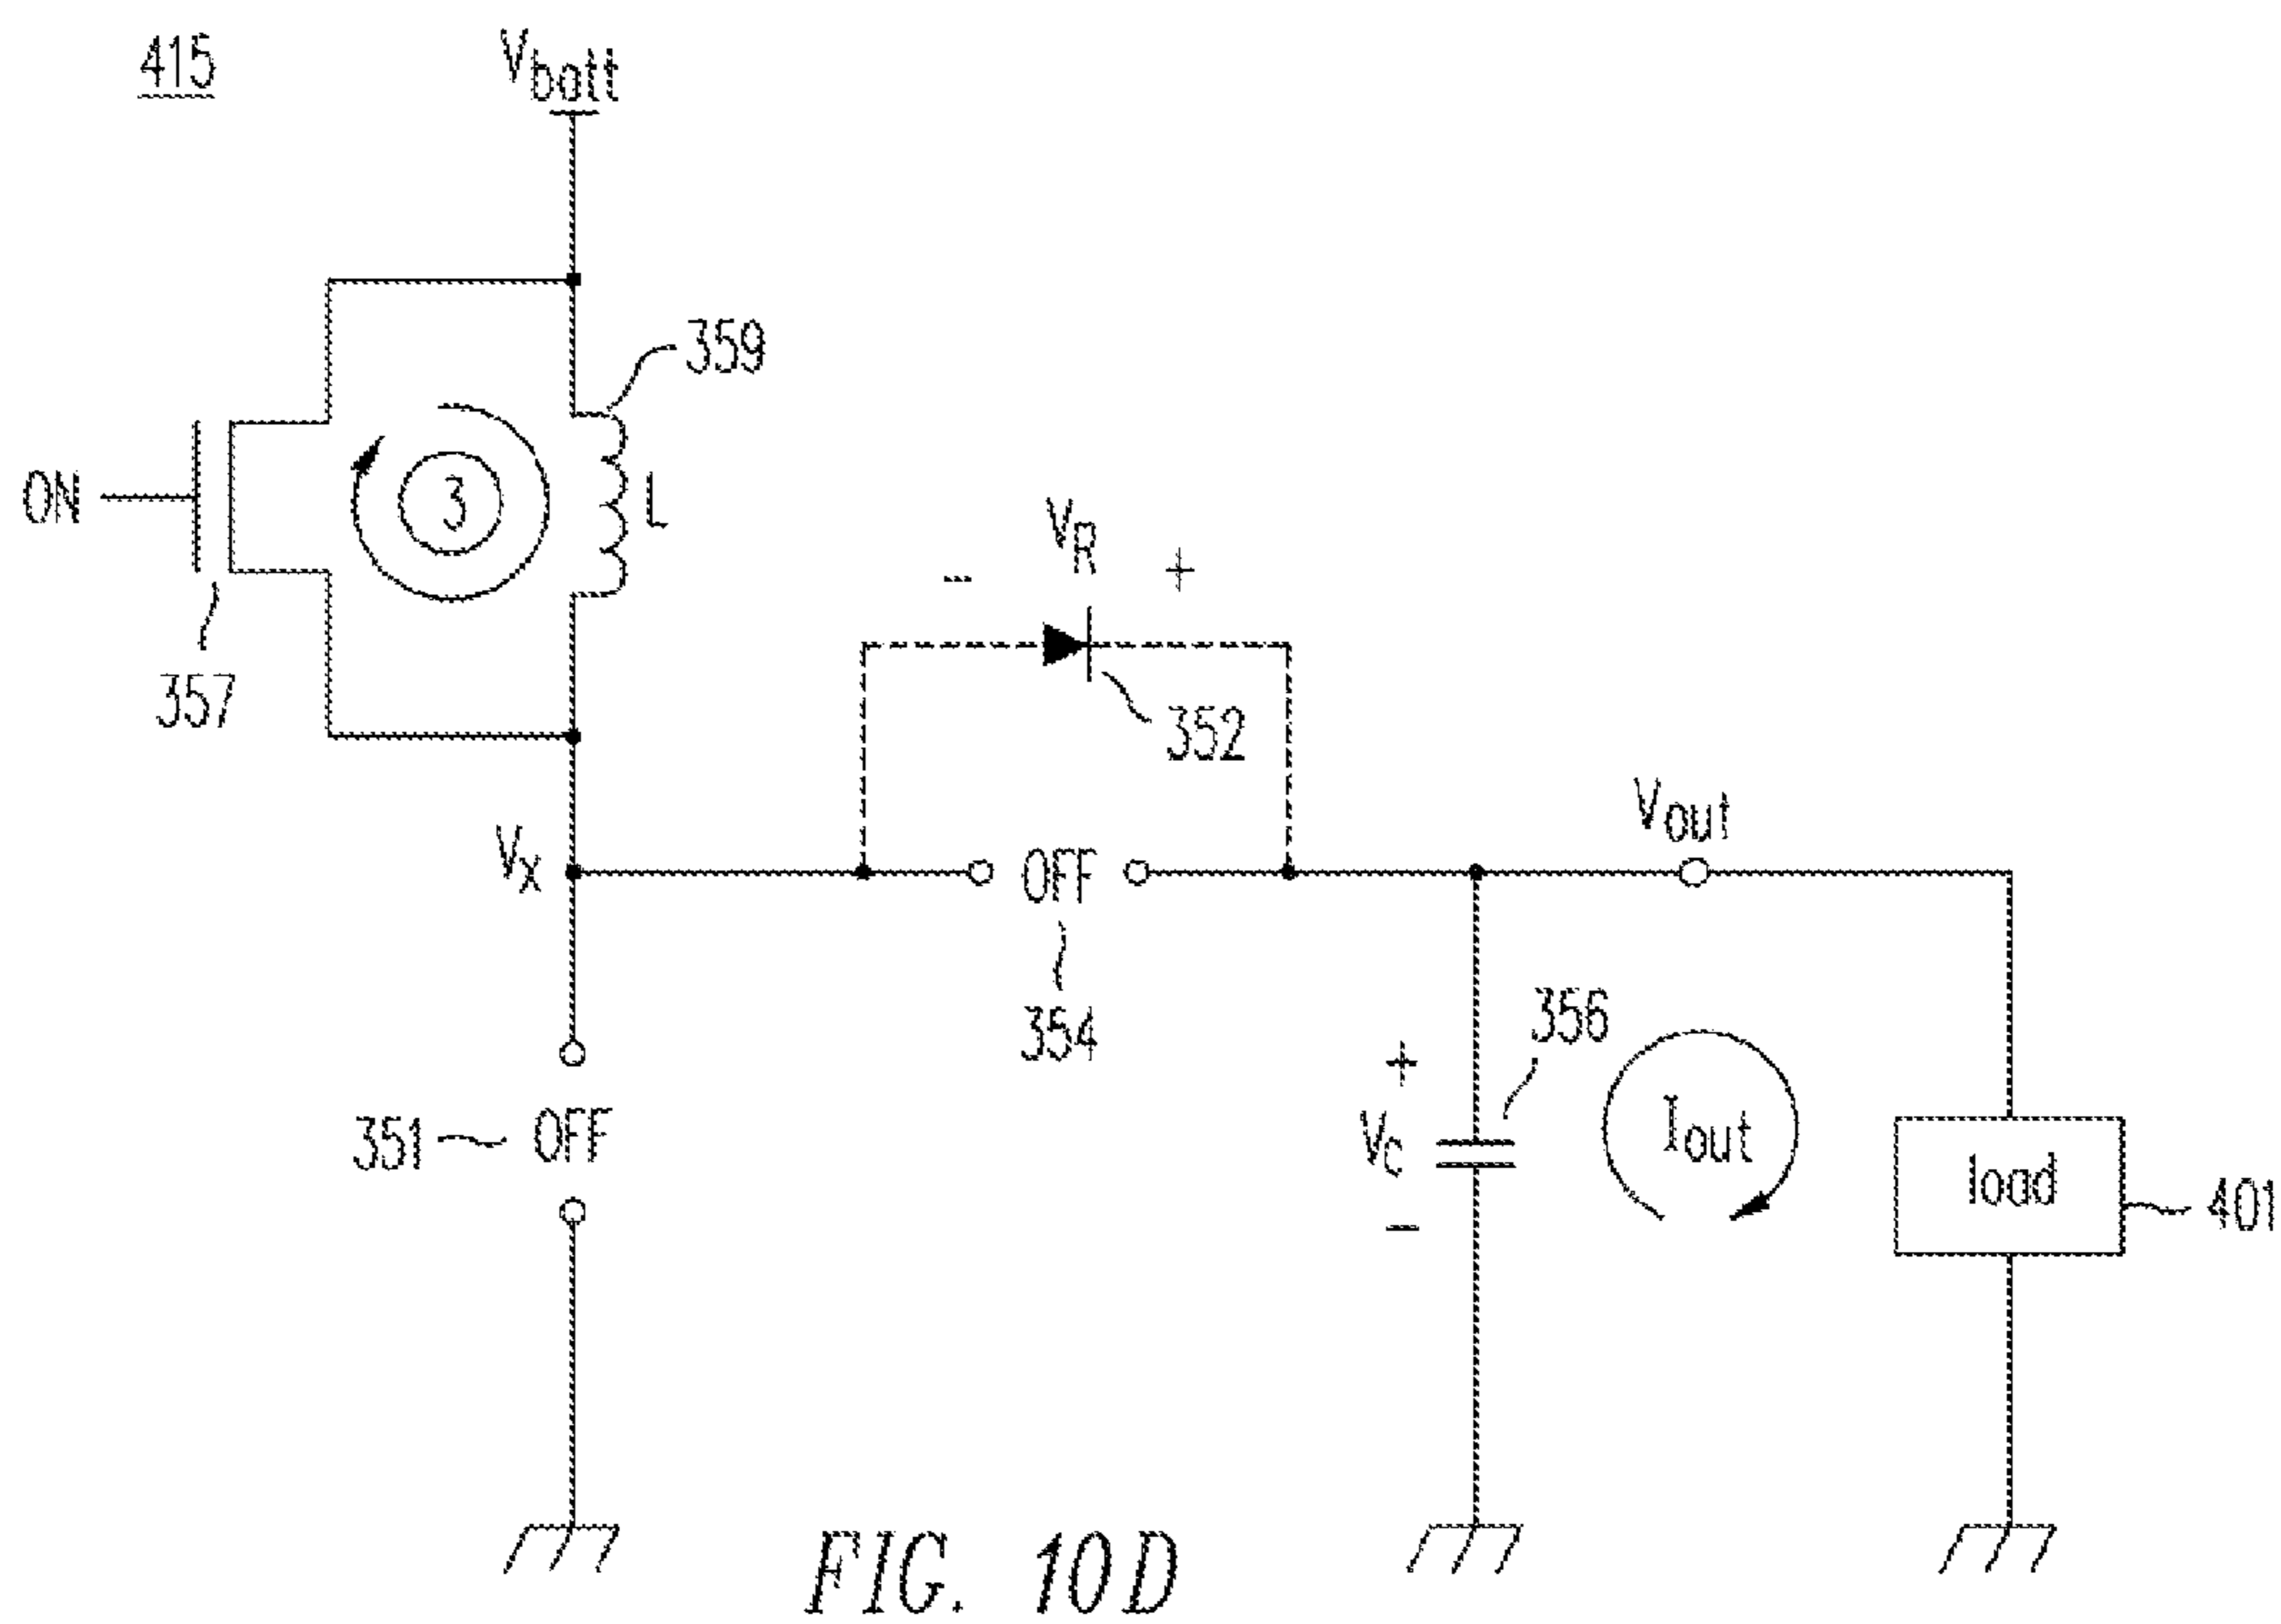 415
Vbatt
359
ON
3
L
357
VR
-
+
352
Vx
OFF
Vout
354
356
351
OFF
+
Vc
-
Iout
load
401
FIG. 10D